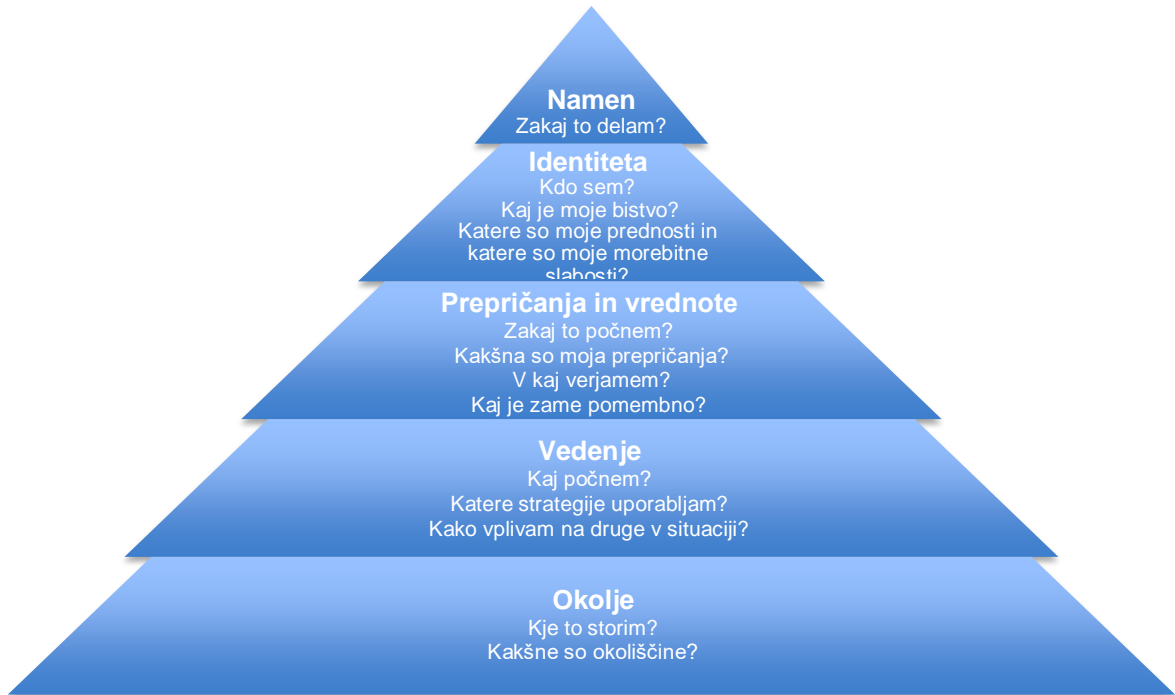 Namen
Zakaj to delam?
Identiteta
Kdo sem?
Kaj je moje bistvo?
Katere so moje prednosti in
katere so moje morebitne
slabosti?
Prepričanja in vrednote
Zakaj to počnem?
Kakšna so moja prepričanja?
V kaj verjamem?
Kaj je zame pomembno?
Vedenje
Kaj počnem?
Katere strategije uporabljam?
Kako vplivam na druge v situaciji?
Okolje
Kje to storim?
Kakšne so okoliščine?